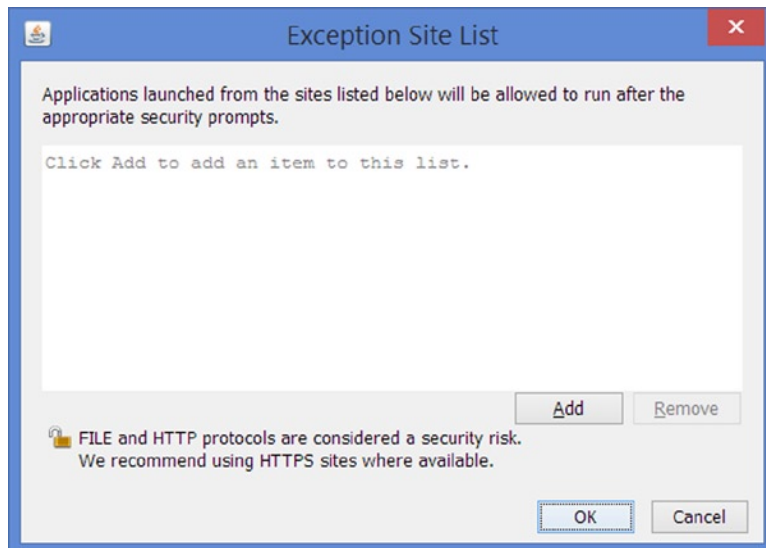 Exception Site List
Applications launched from the sites listed below will be allowed to run after the
appropriate security prompts.
Click Add to add an item to this list.
Add
Remove
FILE and HTTP protocols are considered a security risk.
We recommend using HTTPS sites where available.
OK
Cancel